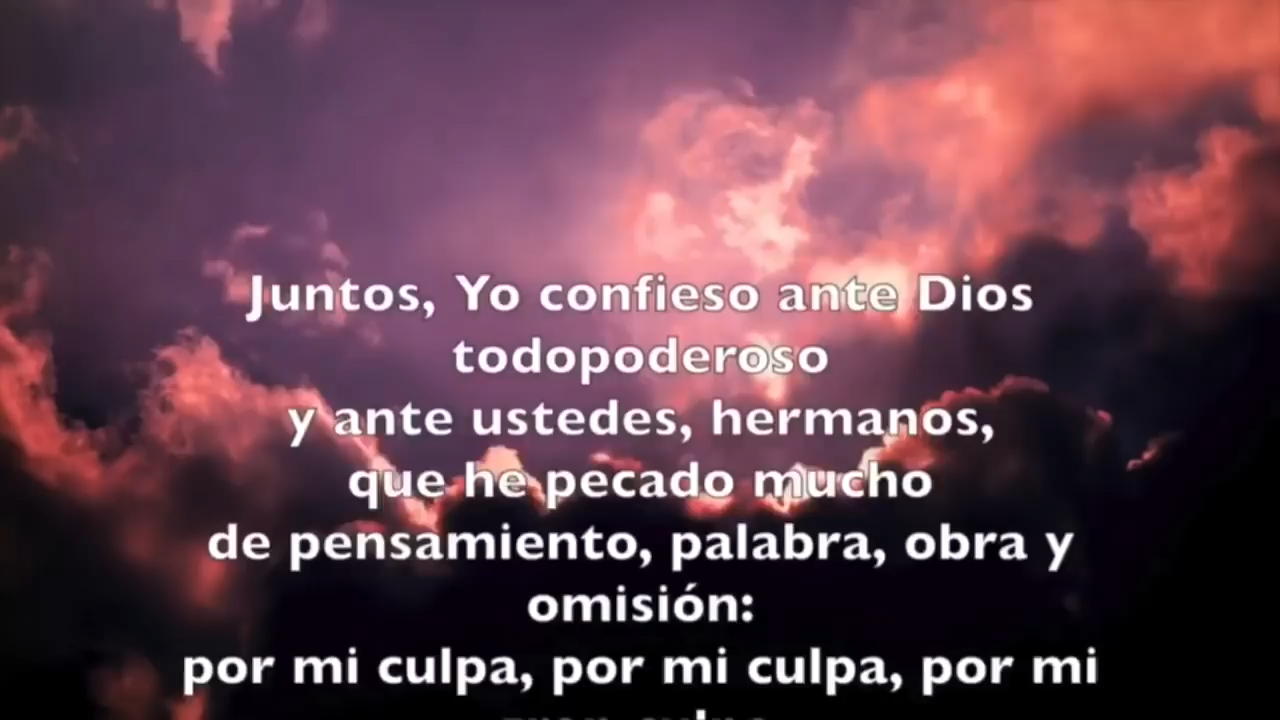 Juntos, Yo confieso ante Dios
todopoderoso
y ante ustedes, hermanos,
que he pecado mucho
de pensamiento, palabra, obra y
omisión:
por mi culpa, por mi culpa, por mi